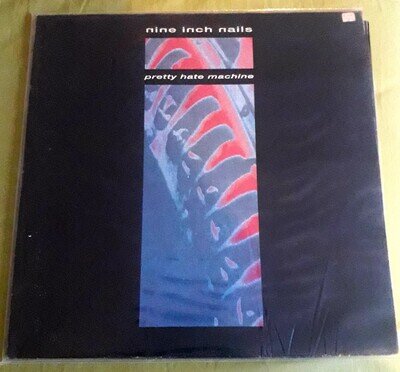 nine inch nails
pretty hate machine